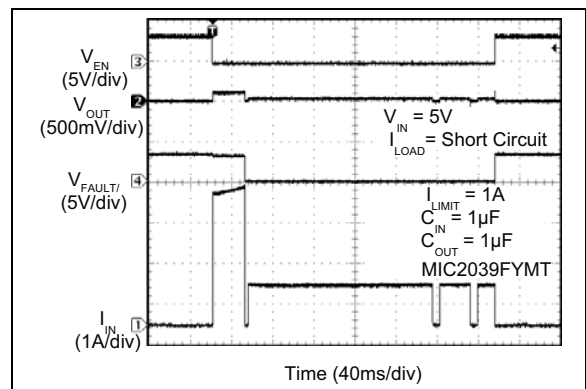 T
V_EN
(5V/div)
3
V_OUT
(500mV/div)
2
V_IN = 5V
I_LOAD = Short Circuit
V_FAULT/
(5V/div)
4
I_LIMIT = 1A
C_IN = 1µF
C_OUT = 1µF
MIC2039FYMT
I_IN
(1A/div)
1
Time (40ms/div)